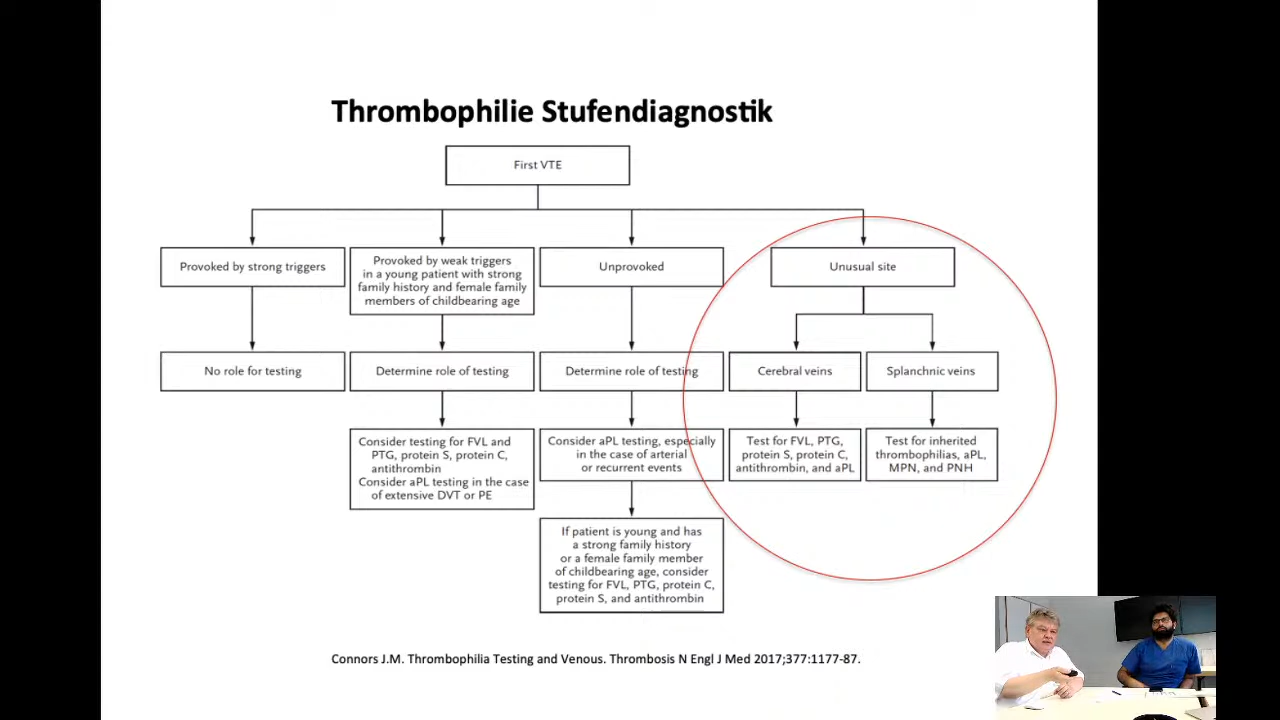 Thrombophilie Stufendiagnostik
First VTE
Provoked by strong triggers
Provoked by weak triggers
in a young patient with strong
family history and female family
members of childbearing age
Unprovoked
Unusual site
No role for testing
Determine role of testing
Determine role of testing
Cerebral veins
Splanchnic veins
Consider testing for FVL and
PTG, protein S, protein C,
antithrombin
Consider aPL testing in the case
of extensive DVT or PE
Consider aPL testing, especially
in the case of arterial
or recurrent events
Test for FVL, PTG,
protein S, protein C,
antithrombin, and aPL
Test for inherited
thrombophilias, aPL,
MPN, and PNH
If patient is young and has
a strong family history
or a female family member
of childbearing age, consider
testing for FVL, PTG, protein C,
protein S, and antithrombin
Connors J.M. Thrombophilia Testing and Venous. Thrombosis N Engl J Med 2017;377:1177-87.